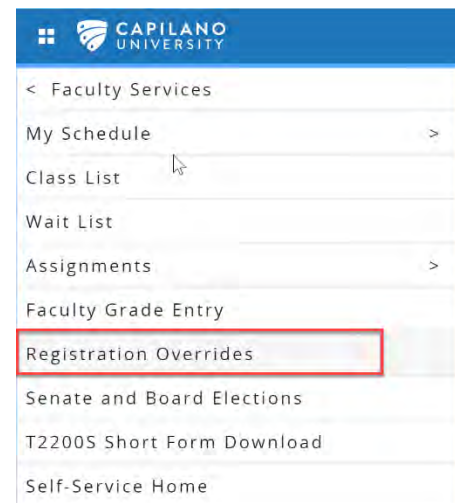 CAPILANO
UNIVERSITY
< Faculty Services
My Schedule >
Class List
Wait List
Assignments >
Faculty Grade Entry
Registration Overrides
Senate and Board Elections
T2200S Short Form Download
Self-Service Home